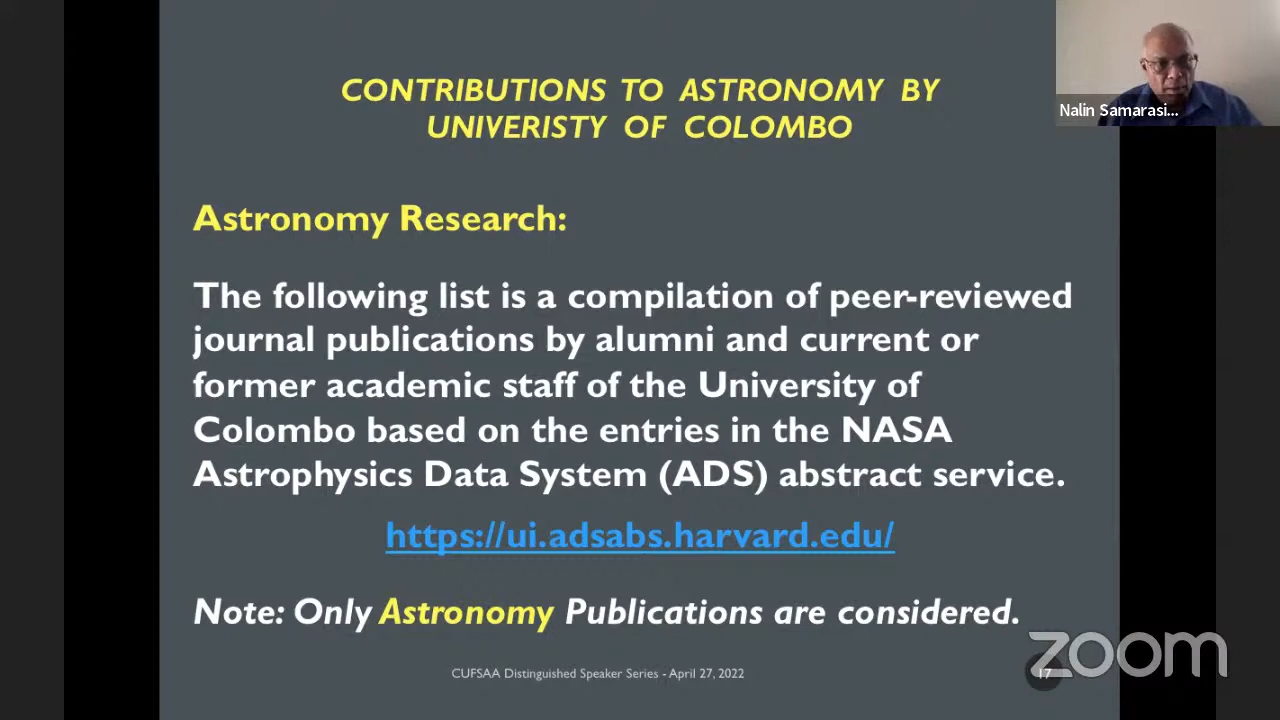 CONTRIBUTIONS TO ASTRONOMY BY
UNIVERISTY OF COLOMBO
Nalin Samarasi...
Astronomy Research:
The following list is a compilation of peer-reviewed
journal publications by alumni and current or
former academic staff of the University of
Colombo based on the entries in the NASA
Astrophysics Data System (ADS) abstract service.
https://ui.adsabs.harvard.edu/
Note: Only Astronomy Publications are considered.
zoom
CUFSAA Distinguished Speaker Series - April 27, 2022
17